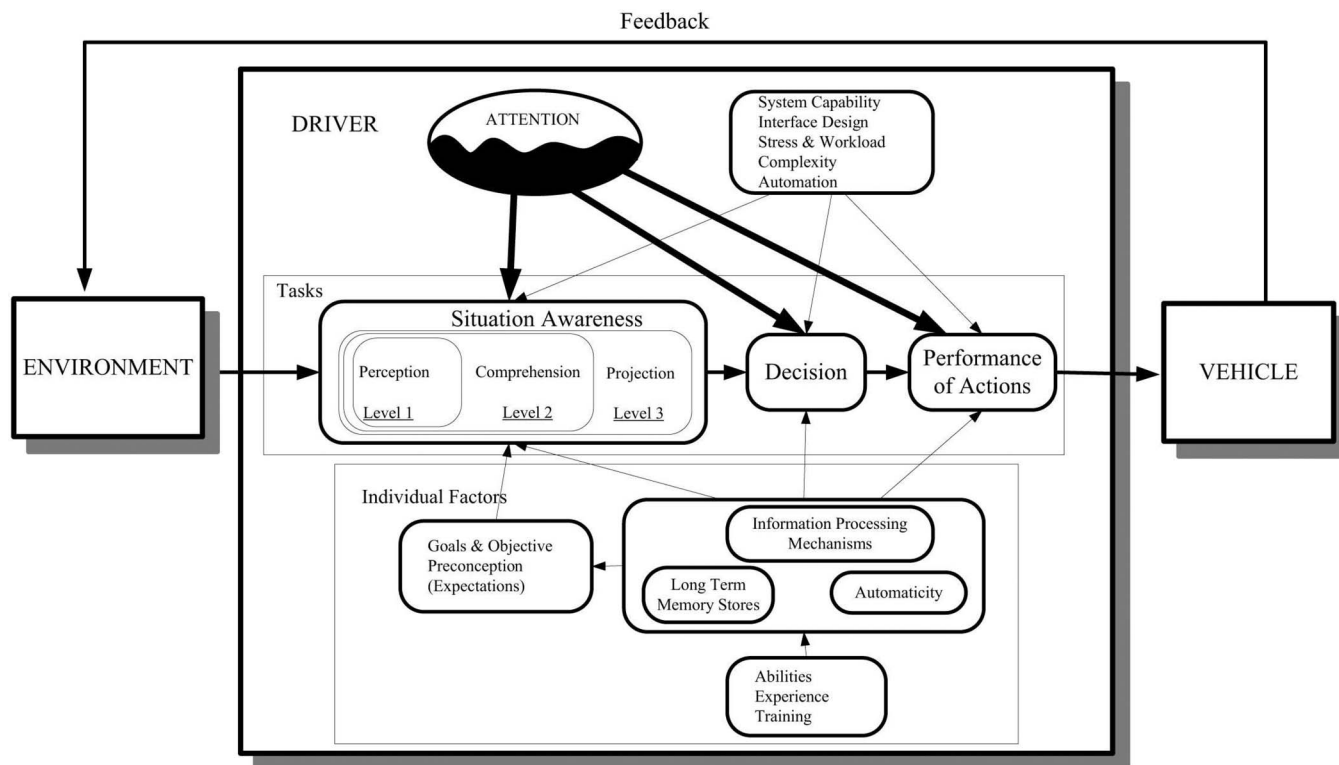 Feedback
DRIVER
ATTENTION
System Capability
Interface Design
Stress & Workload
Complexity
Automation
Tasks
ENVIRONMENT
Situation Awareness
Perception
Level 1
Comprehension
Level 2
Projection
Level 3
Decision
Performance
of Actions
VEHICLE
Individual Factors
Goals & Objective
Preconception
(Expectations)
Information Processing
Mechanisms
Long Term
Memory Stores
Automaticity
Abilities
Experience
Training